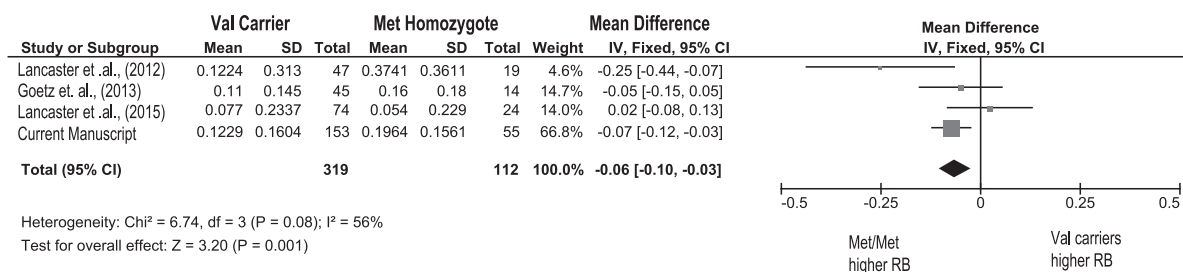 Val Carrier Met Homozygote Mean Difference Mean Difference
Study or Subgroup Mean SD Total Mean SD Total Weight IV, Fixed, 95% CI IV, Fixed, 95% CI
Lancaster et .al., (2012) 0.1224 0.313 47 0.3741 0.3611 19 4.6% -0.25 [-0.44, -0.07]
Goetz et. al. (2013) 0.11 0.145 45 0.16 0.18 14 14.7% -0.05 [-0.15, 0.05]
Lancaster et .al., (2015) 0.077 0.2337 74 0.054 0.229 24 14.0% 0.02 [-0.08, 0.13]
Current Manuscript 0.1229 0.1604 153 0.1964 0.1561 55 66.8% -0.07 [-0.12, -0.03]
Total (95% CI) 319 112 100.0% -0.06 [-0.10, -0.03]
-0.5 -0.25 0 0.25 0.5
Heterogeneity: Chi² = 6.74, df = 3 (P = 0.08); I² = 56%
Test for overall effect: Z = 3.20 (P = 0.001)
Met/Met Val carriers
higher RB higher RB